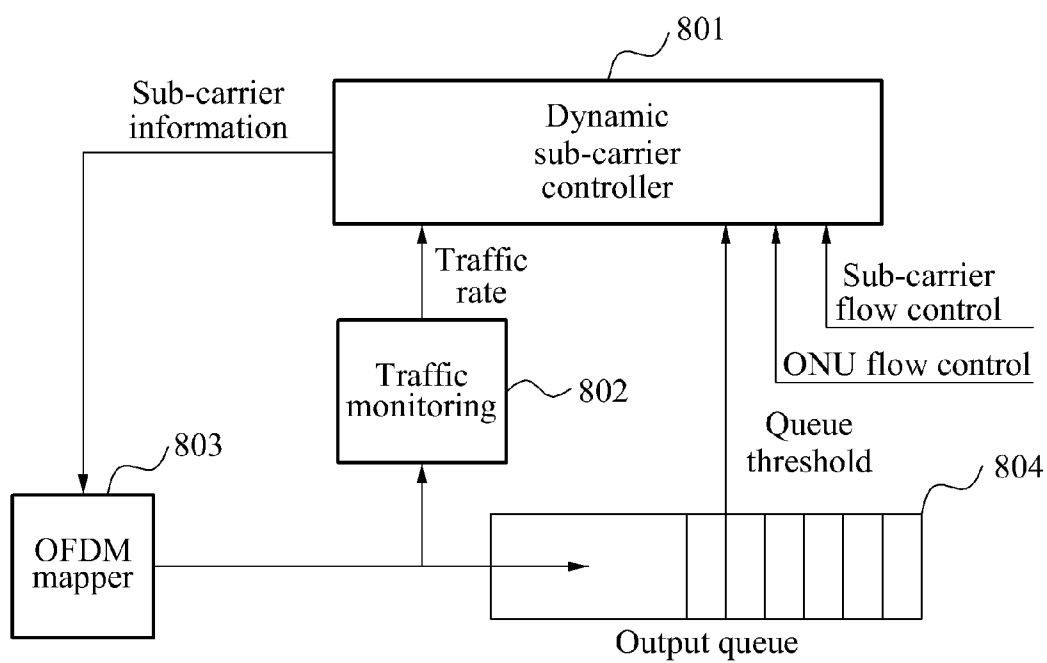 801
Sub-carrier
information
Dynamic
sub-carrier
controller
Traffic
rate
Sub-carrier
flow control
ONU flow control
Traffic
monitoring
802
Queue
threshold
803
804
OFDM
mapper
Output queue